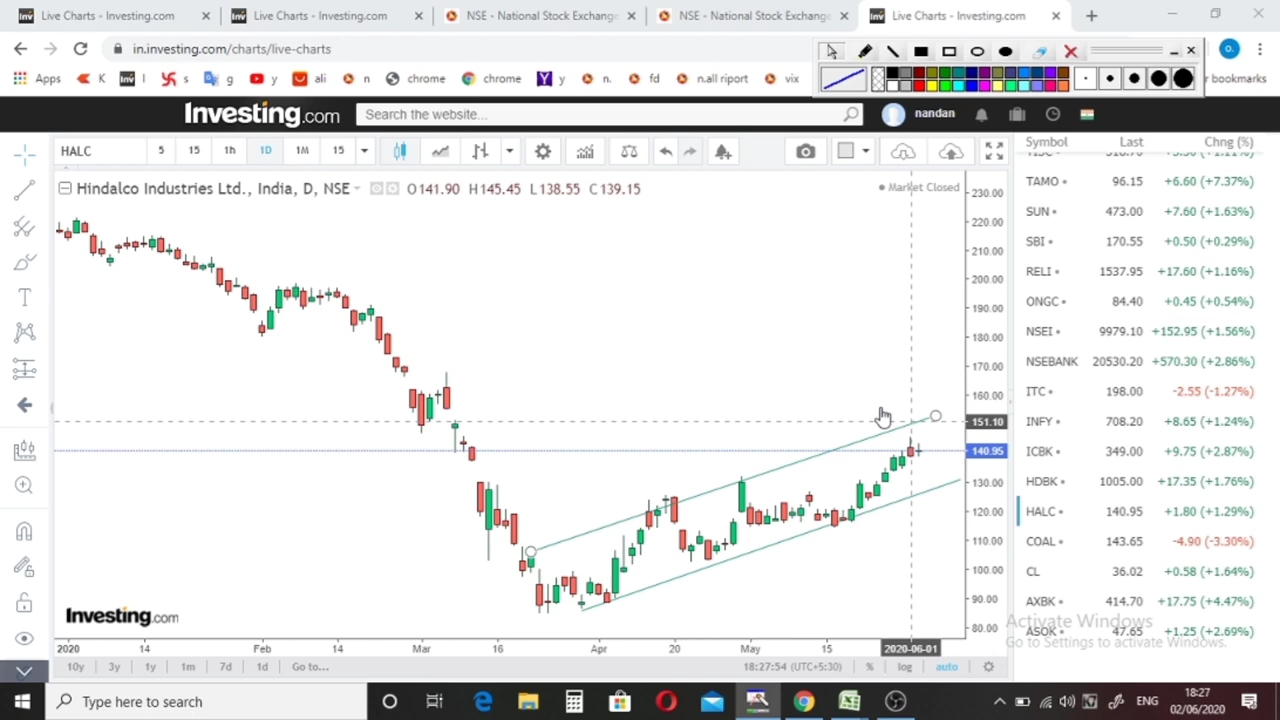 Live Charts - Investing.com
Live Charts - Investing.com
NSE - National Stock Exchange
NSE - National Stock Exchange
Live Charts - Investing.com
in.investing.com/charts/live-charts
O.
Apps
K
I
ali
n
chrome
chrome
y
n.
fd
n.all riport
vix
r bookmarks
Investing.com
Search the website...
nandan
HALC
5
15
1h
1D
1M
15
Hindalco Industries Ltd., India, D, NSE
O141.90 H145.45 L138.55 C139.15
Market Closed
230.00
220.00
210.00
200.00
190.00
180.00
170.00
160.00
151.10
140.95
130.00
120.00
110.00
100.00
90.00
80.00
Investing.com
2020
14
Feb
14
Mar
16
Apr
20
May
15
2020-06-01
10y
3y
1y
1m
7d
1d
Go to...
18:27:54 (UTC+5:30)
%
log
auto
Symbol Last Chng (%)
TAMO 96.15 +6.60 (+7.37%)
SUN 473.00 +7.60 (+1.63%)
SBI 170.55 +0.50 (+0.29%)
RELI 1537.95 +17.60 (+1.16%)
ONGC 84.40 +0.45 (+0.54%)
NSEI 9979.10 +152.95 (+1.56%)
NSEBANK 20530.20 +570.30 (+2.86%)
ITC 198.00 -2.55 (-1.27%)
INFY 708.20 +8.65 (+1.24%)
ICBK 349.00 +9.75 (+2.87%)
HDBK 1005.00 +17.35 (+1.76%)
HALC 140.95 +1.80 (+1.29%)
COAL 143.65 -4.90 (-3.30%)
CL 36.02 +0.58 (+1.64%)
AXBK 414.70 +17.75 (+4.47%)
ASOK 47.65 +1.25 (+2.69%)
Activate Windows
Go to Settings to activate Windows.
Type here to search
ENG
18:27
02/06/2020